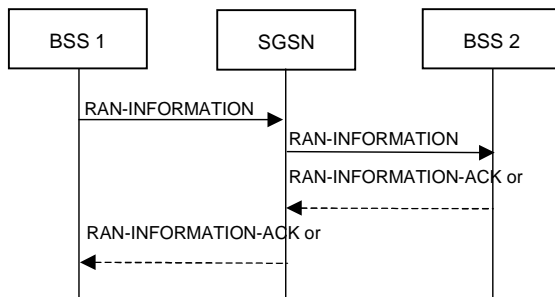 BSS 1
SGSN
BSS 2
RAN-INFORMATION
RAN-INFORMATION
RAN-INFORMATION-ACK or
RAN-INFORMATION-ACK or